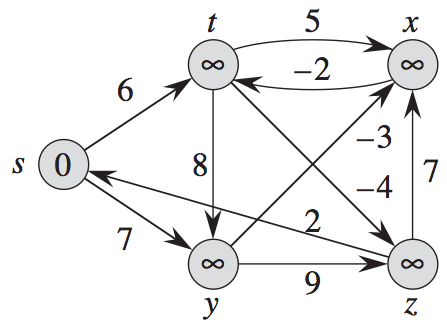 t 5 x
∞ ∞
6 −2
s 0 8 −3
−4 7
7 2
∞ ∞
9
y z